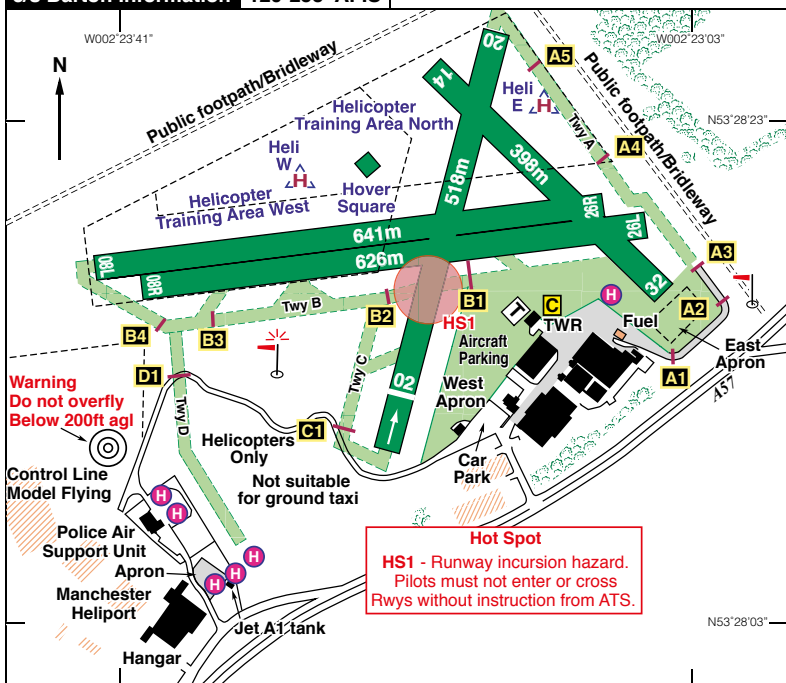 W002°23'41"
W002°23'03"
N
Public footpath/Bridleway
20
A5
14
Heli
E
H
Public footpath/Bridleway
N53°28'23"
Helicopter
Training Area North
Heli
W
H
Twy A
A4
398m
518m
Helicopter
Training Area West
Hover
Square
26R
26L
641m
626m
08L
08R
A3
32
H
B1
A2
Twy B
B2
HS1
T
C
TWR
Fuel
B4
B3
Aircraft
Parking
East
Apron
D1
Twy C
02
West
Apron
A1
A57
Warning
Do not overfly
Below 200ft agl
Twy D
C1
Helicopters
Only
Not suitable
for ground taxi
Car
Park
Control Line
Model Flying
H
H
Police Air
Support Unit
Apron
H
H
H
Manchester
Heliport
Jet A1 tank
Hangar
Hot Spot
HS1 - Runway incursion hazard.
Pilots must not enter or cross
Rwys without instruction from ATS.
N53°28'03"